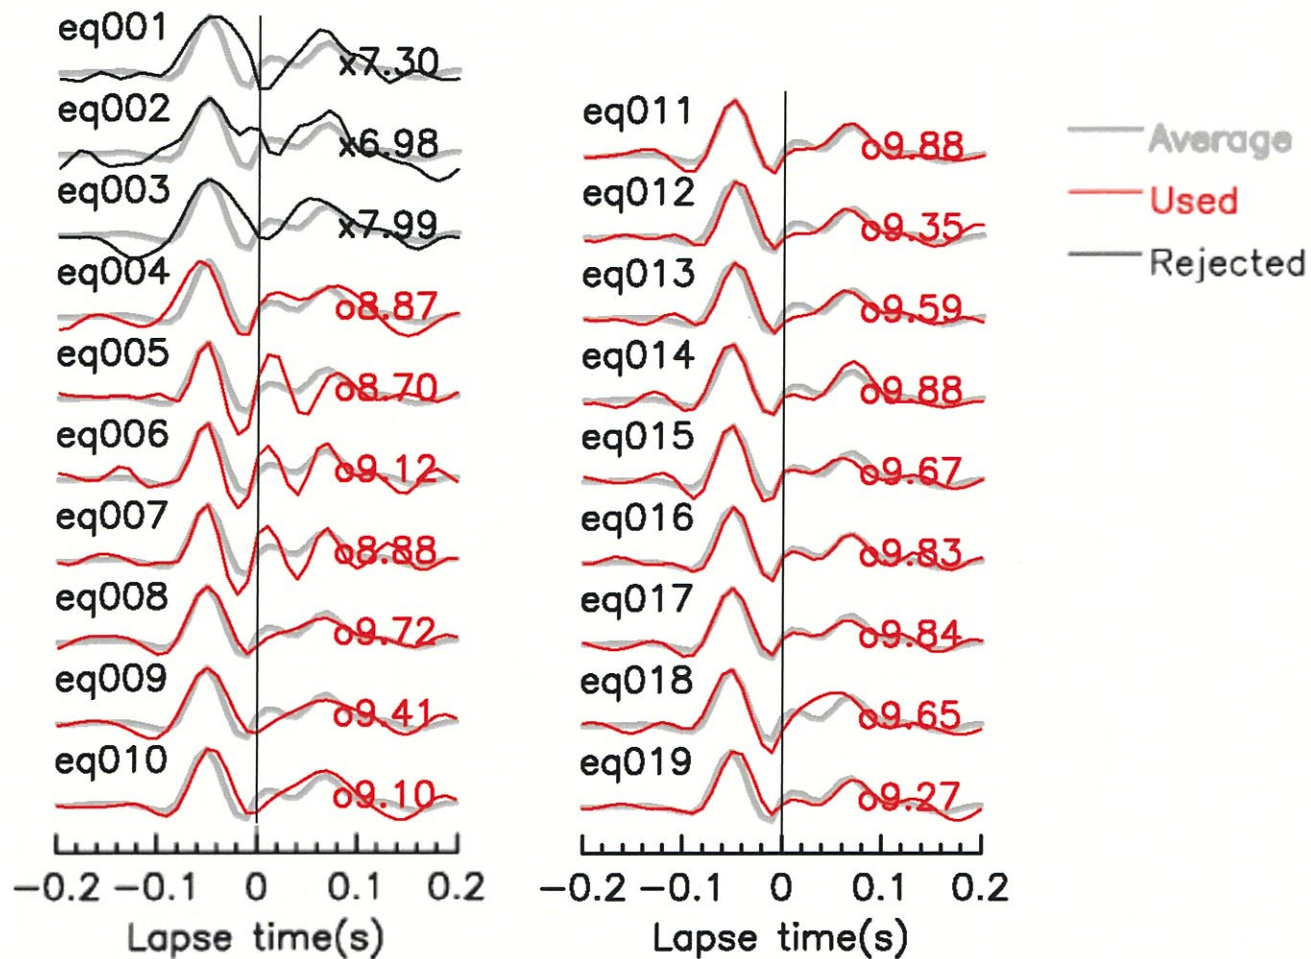 eq001
x7.30
eq002
x6.98
eq003
x7.99
eq004
o8.87
eq005
o8.70
eq006
o9.12
eq007
o8.88
eq008
o9.72
eq009
o9.41
eq010
o9.10
−0.2 −0.1 0 0.1 0.2
Lapse time(s)
eq011
o9.88
eq012
o9.35
eq013
o9.59
eq014
o9.88
eq015
o9.67
eq016
o9.83
eq017
o9.84
eq018
o9.65
eq019
o9.27
−0.2 −0.1 0 0.1 0.2
Lapse time(s)
Average
Used
Rejected